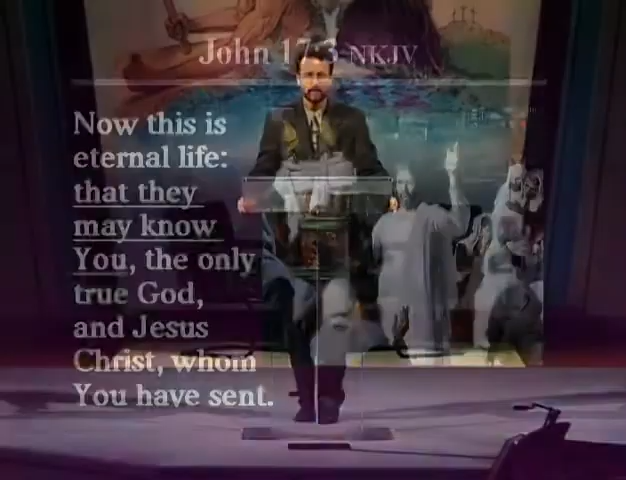 John 17:3 NKJV
Now this is
eternal life:
that they
may know
You, the only
true God,
and Jesus
Christ, whom
You have sent.